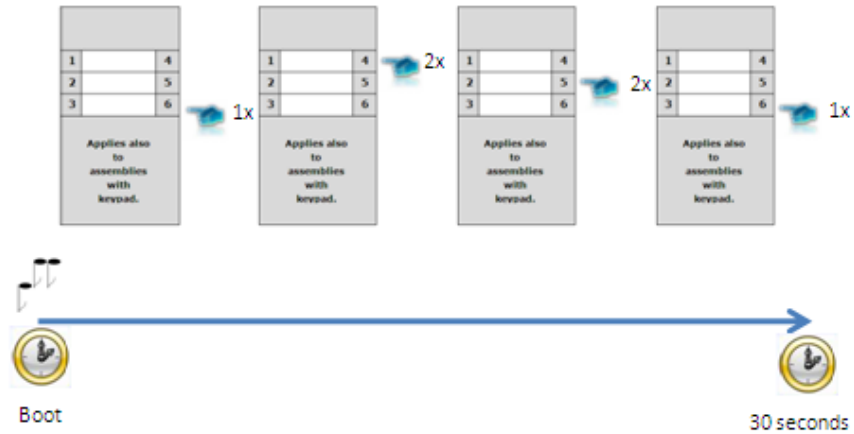 1 4 1 4 2x 1 4 1 4
2 5 2 5 2 5 2x 2 5
3 6 1x 3 6 3 6 3 6 1x
Applies also Applies also Applies also Applies also
to to to to
assemblies assemblies assemblies assemblies
with with with with
keypad. keypad. keypad. keypad.
Boot
30 seconds